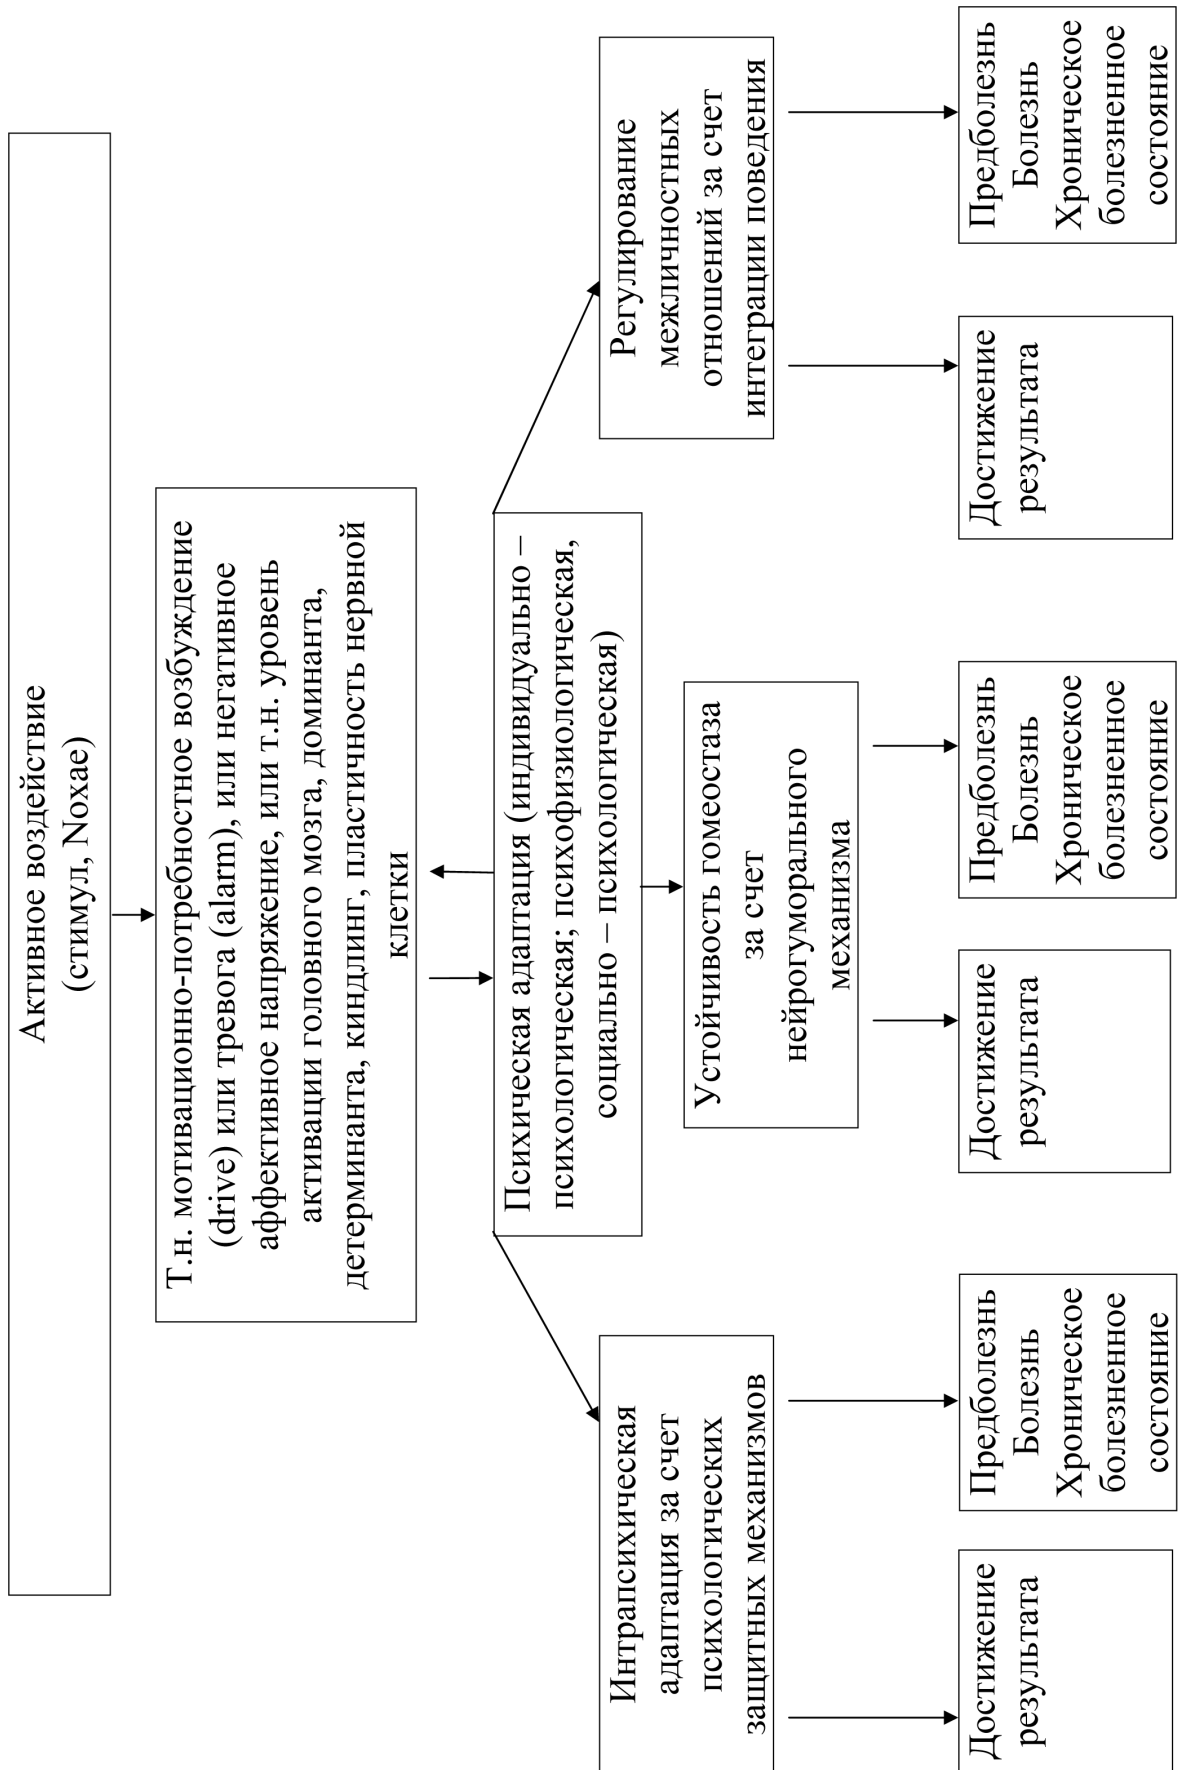 Активное воздействие
(стимул, Noxae)
Т.н. мотивационно-потребностное возбуждение
(drive) или тревога (alarm), или негативное
аффективное напряжение, или т.н. уровень
активации головного мозга, доминанта,
детерминанта, киндлинг, пластичность нервной
клетки
Психическая адаптация (индивидуально –
психологическая; психофизиологическая,
социально – психологическая)
Интрапсихическая
адаптация за счет
психологических
защитных механизмов
Устойчивость гомеостаза
за счет
нейрогуморального
механизма
Регулирование
межличностных
отношений за счет
интеграции поведения
Достижение
результата
Предболезнь
Болезнь
Хроническое
болезненное
состояние
Достижение
результата
Предболезнь
Болезнь
Хроническое
болезненное
состояние
Достижение
результата
Предболезнь
Болезнь
Хроническое
болезненное
состояние